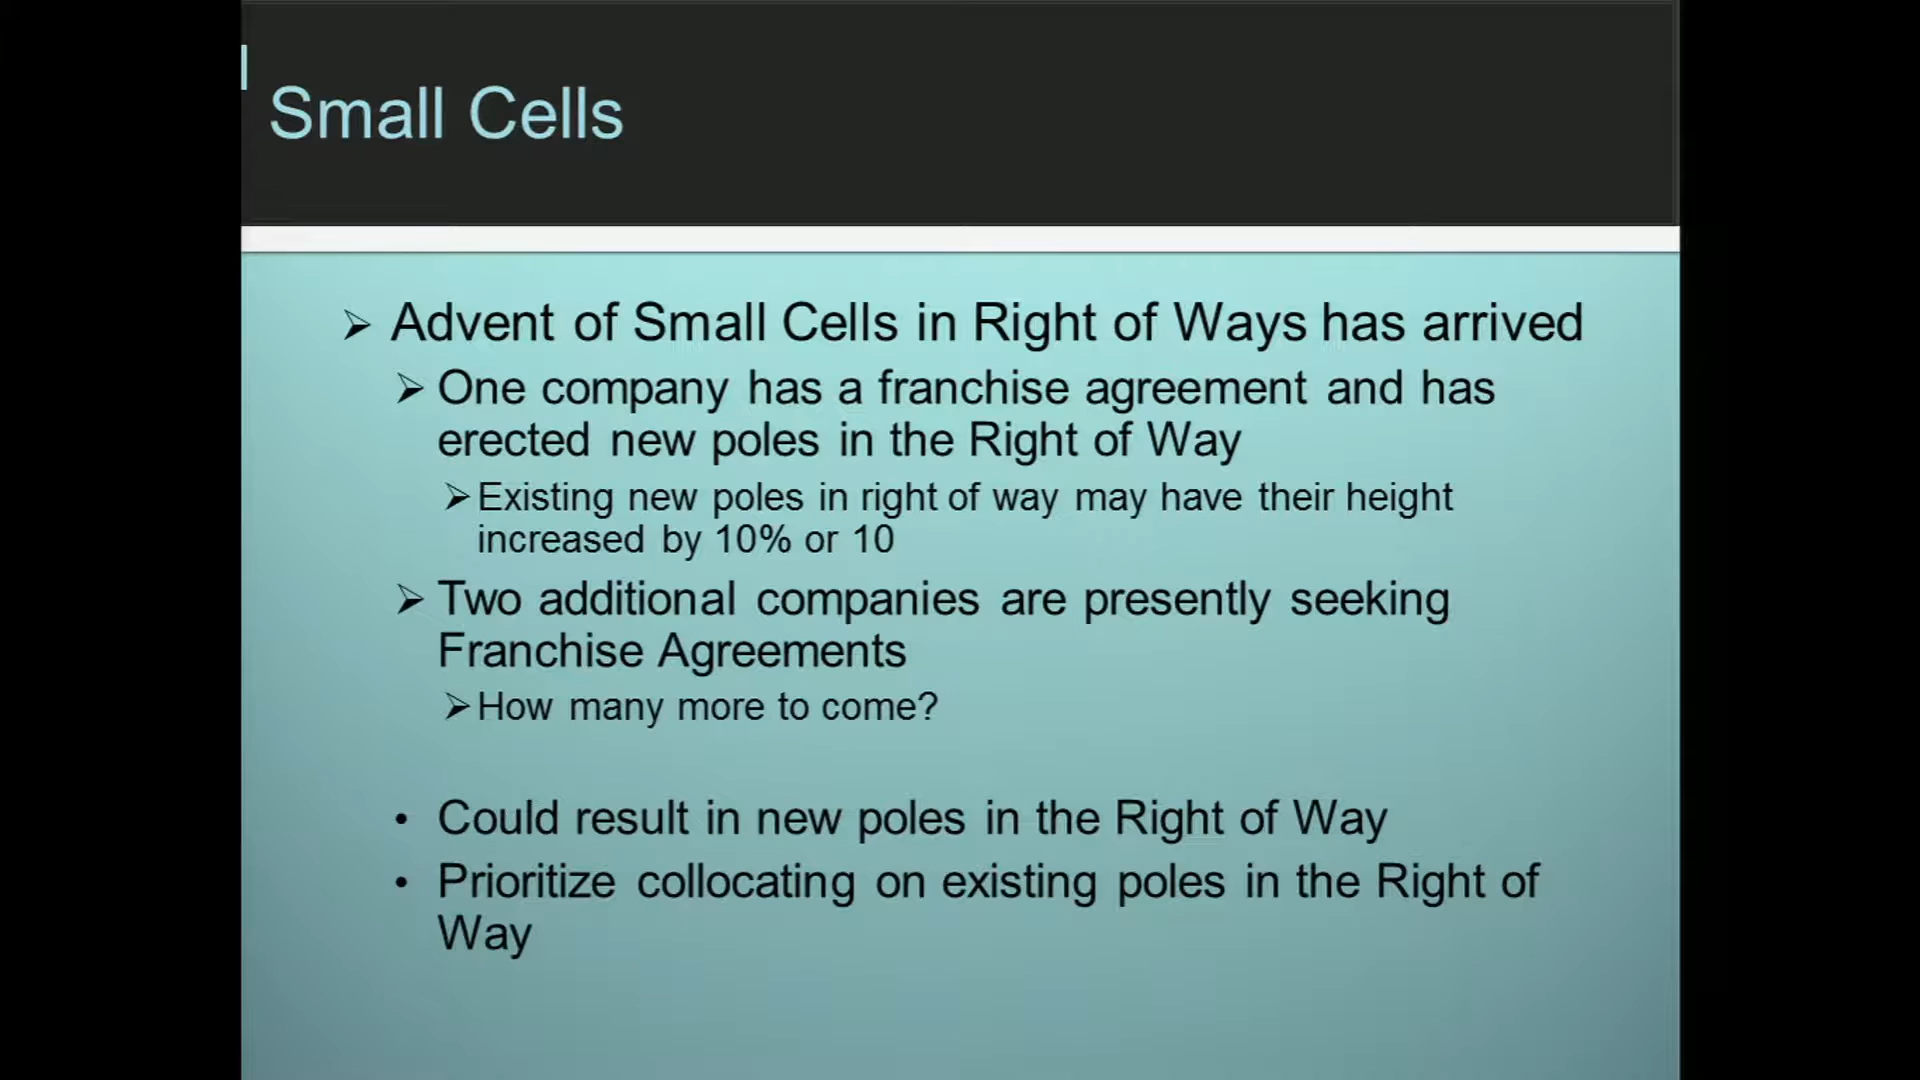 Small Cells
➢ Advent of Small Cells in Right of Ways has arrived
➢ One company has a franchise agreement and has
erected new poles in the Right of Way
➢ Existing new poles in right of way may have their height
increased by 10% or 10
➢ Two additional companies are presently seeking
Franchise Agreements
➢ How many more to come?
• Could result in new poles in the Right of Way
• Prioritize collocating on existing poles in the Right of
Way